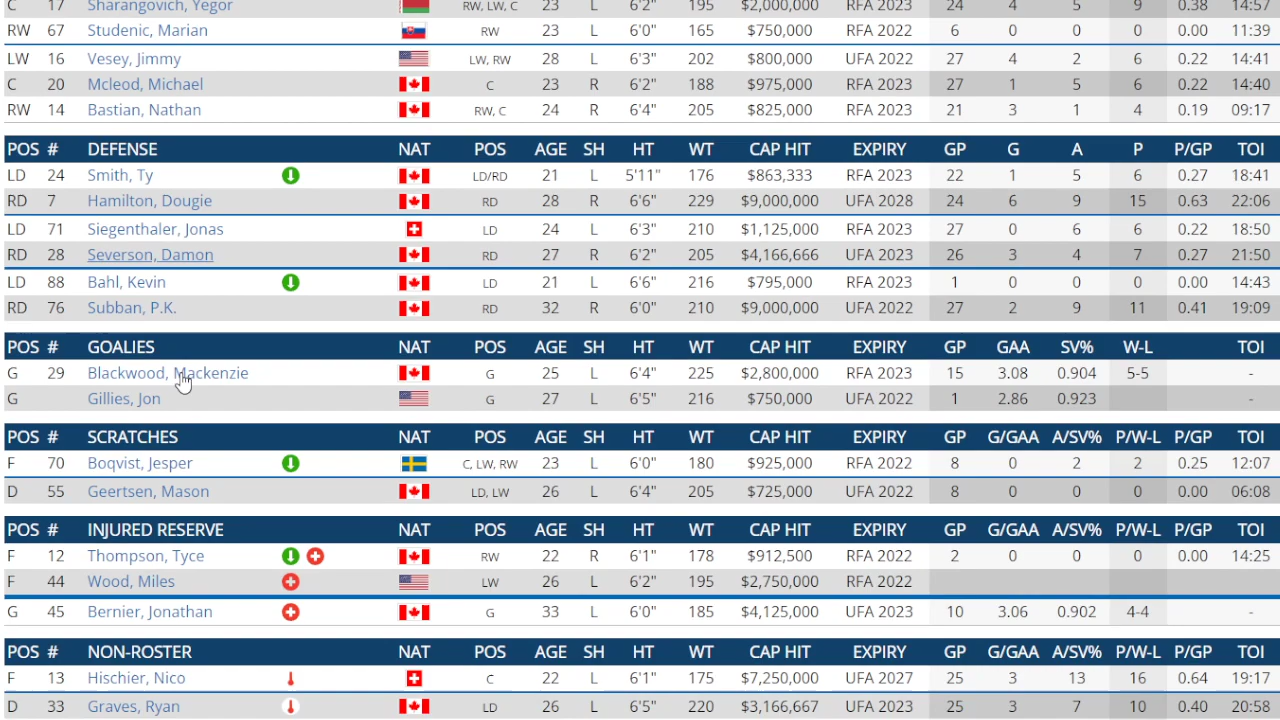 C 17 Sharangovich, Yegor RW, LW, C 23 L 6'2" 195 $2,000,000 RFA 2023 24 4 5 9 0.38 14:57
RW 67 Studenic, Marian RW 23 L 6'0" 165 $750,000 RFA 2022 6 0 0 0 0.00 11:39
LW 16 Vesey, Jimmy LW, RW 28 L 6'3" 202 $800,000 UFA 2022 27 4 2 6 0.22 14:41
C 20 Mcleod, Michael C 23 R 6'2" 188 $975,000 RFA 2023 27 1 5 6 0.22 14:40
RW 14 Bastian, Nathan RW, C 24 R 6'4" 205 $825,000 RFA 2023 21 3 1 4 0.19 09:17
POS # DEFENSE NAT POS AGE SH HT WT CAP HIT EXPIRY GP G A P P/GP TOI
LD 24 Smith, Ty LD/RD 21 L 5'11" 176 $863,333 RFA 2023 22 1 5 6 0.27 18:41
RD 7 Hamilton, Dougie RD 28 R 6'6" 229 $9,000,000 UFA 2028 24 6 9 15 0.63 22:06
LD 71 Siegenthaler, Jonas LD 24 L 6'3" 210 $1,125,000 RFA 2023 27 0 6 6 0.22 18:50
RD 28 Severson, Damon RD 27 R 6'2" 205 $4,166,666 UFA 2023 26 3 4 7 0.27 21:50
LD 88 Bahl, Kevin LD 21 L 6'6" 216 $795,000 RFA 2023 1 0 0 0 0.00 14:43
RD 76 Subban, P.K. RD 32 R 6'0" 210 $9,000,000 UFA 2022 27 2 9 11 0.41 19:09
POS # GOALIES NAT POS AGE SH HT WT CAP HIT EXPIRY GP GAA SV% W-L TOI
G 29 Blackwood, Mackenzie G 25 L 6'4" 225 $2,800,000 RFA 2023 15 3.08 0.904 5-5 -
G Gillies, Jon G 27 L 6'5" 216 $750,000 UFA 2022 1 2.86 0.923 -
POS # SCRATCHES NAT POS AGE SH HT WT CAP HIT EXPIRY GP G/GAA A/SV% P/W-L P/GP TOI
F 70 Boqvist, Jesper C, LW, RW 23 L 6'0" 180 $925,000 RFA 2022 8 0 2 2 0.25 12:07
D 55 Geertsen, Mason LD, LW 26 L 6'4" 205 $725,000 UFA 2022 8 0 0 0 0.00 06:08
POS # INJURED RESERVE NAT POS AGE SH HT WT CAP HIT EXPIRY GP G/GAA A/SV% P/W-L P/GP TOI
F 12 Thompson, Tyce RW 22 R 6'1" 178 $912,500 RFA 2022 2 0 0 0 0.00 14:25
F 44 Wood, Miles LW 26 L 6'2" 195 $2,750,000 RFA 2022
G 45 Bernier, Jonathan G 33 L 6'0" 185 $4,125,000 UFA 2023 10 3.06 0.902 4-4 -
POS # NON-ROSTER NAT POS AGE SH HT WT CAP HIT EXPIRY GP G/GAA A/SV% P/W-L P/GP TOI
F 13 Hischier, Nico C 22 L 6'1" 175 $7,250,000 UFA 2027 25 3 13 16 0.64 19:17
D 33 Graves, Ryan LD 26 L 6'5" 220 $3,166,667 UFA 2023 25 3 7 10 0.40 20:58